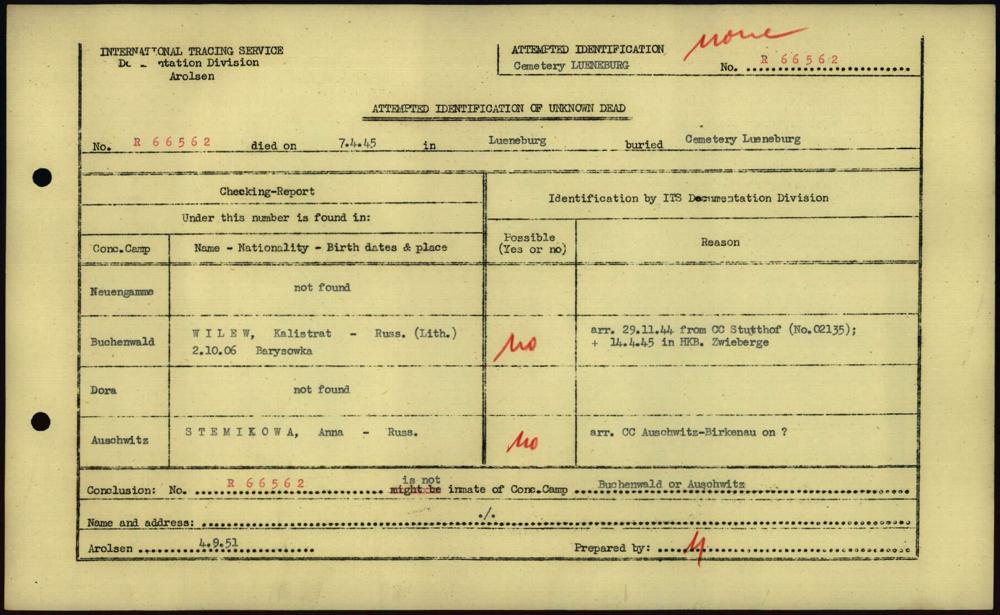 INTERNATIONAL TRACING SERVICE
Documentation Division
Arolsen
none
ATTEMPTED IDENTIFICATION
Cemetery LUENEBURG No. R 66562
ATTEMPTED IDENTIFICATION OF UNKNOWN DEAD
No. R 66562 died on 7.4.45 in Lueneburg buried Cemetery Lueneburg
Checking-Report
Under this number is found in:
Identification by ITS Documentation Division
Conc.Camp Name - Nationality - Birth dates & place Possible (Yes or no) Reason
Neuengamme not found
Buchenwald WILEW, Kalistrat - Russ. (Lith.)
2.10.06 Barysowka
no
arr. 29.11.44 from CC Stutthof (No.02135);
+ 14.4.45 in HKB. Zwieberge
Dora not found
Auschwitz STEMIKOWA, Anna - Russ. no arr. CC Auschwitz-Birkenau on ?
is not
Conclusion: No. R 66562 might be inmate of Conc.Camp Buchenwald or Auschwitz
Name and address: ./.
Arolsen 4.9.51 Prepared by: